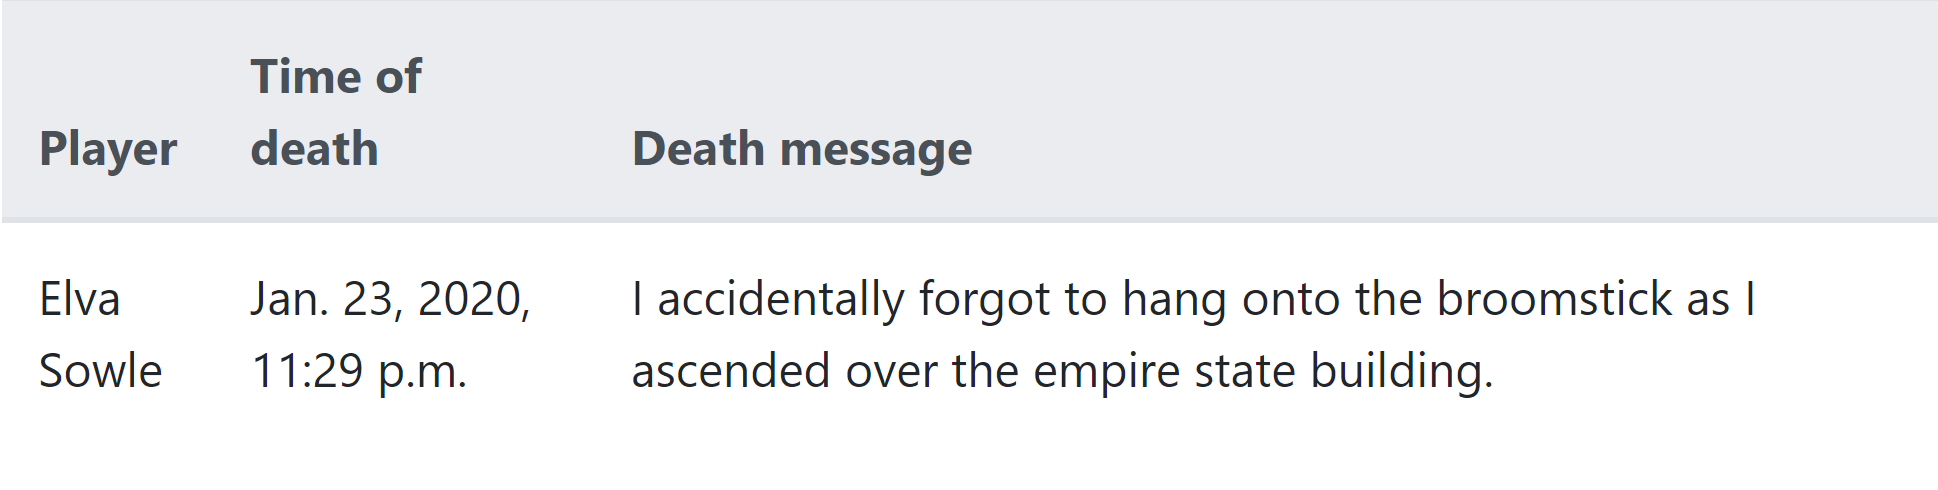 Time of
Player death Death message
Elva Jan. 23, 2020, I accidentally forgot to hang onto the broomstick as I
Sowle 11:29 p.m. ascended over the empire state building.